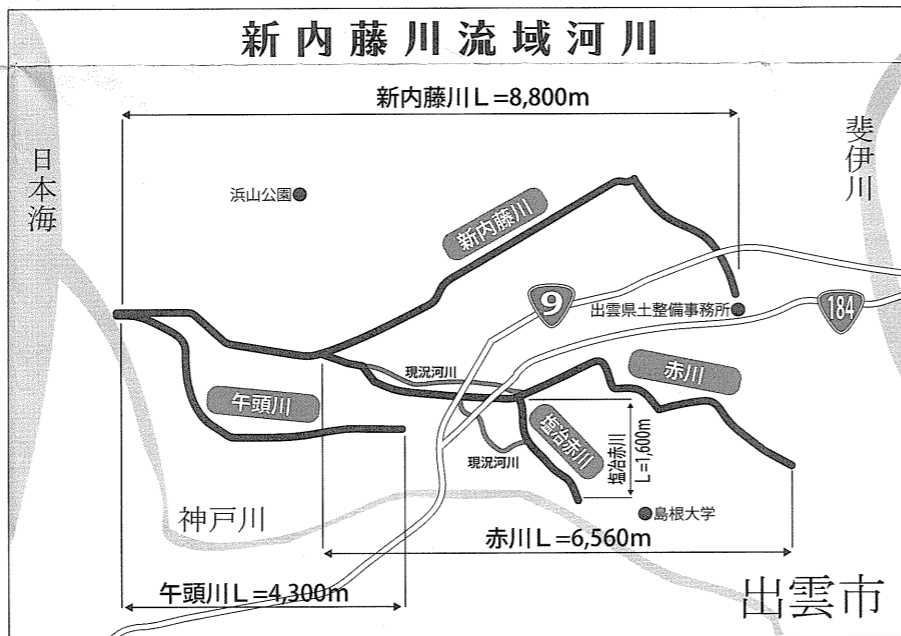 新内藤川流域河川
新内藤川L=8,800m
日本海
斐伊川
浜山公園
新内藤川
9
出雲県土整備事務所
184
現況河川
赤川
午頭川
塩冶赤川
塩冶赤川
L=1,600m
現況河川
神戸川
島根大学
赤川L=6,560m
午頭川L=4,300m
出雲市